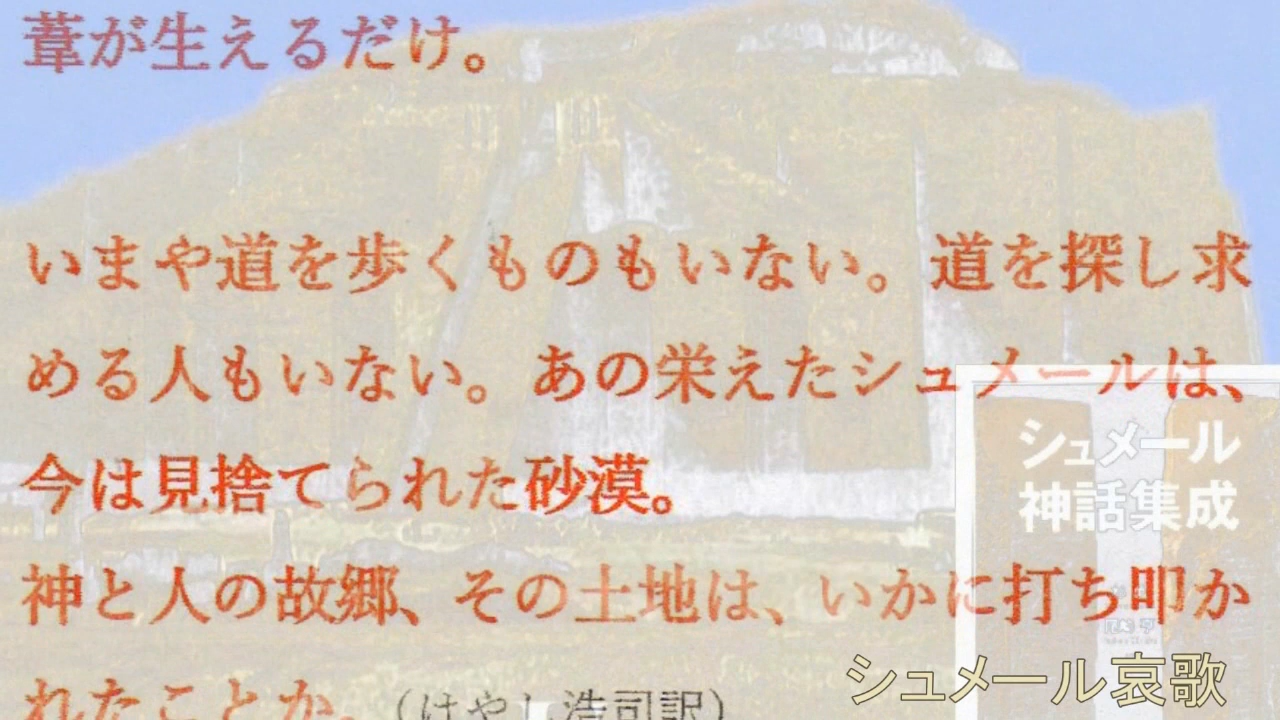 葦が生えるだけ。
いまや道を歩くものもいない。道を探し求
める人もいない。あの栄えたシュメールは、
今は見捨てられた砂漠。
神と人の故郷、その土地は、いかに打ち叩か
れたことか。（はやし浩司訳）
シュメール
神話集成
シュメール哀歌